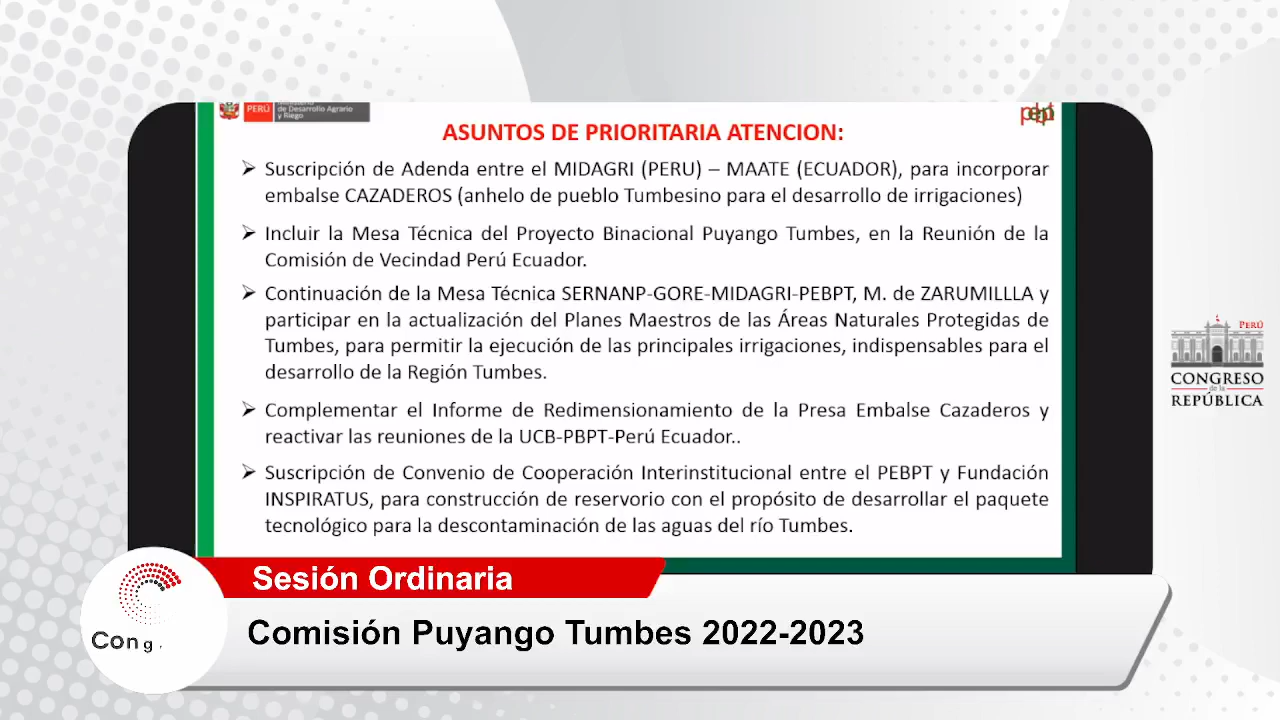 PERÚ
Ministerio
de Desarrollo Agrario
y Riego
pebpt
ASUNTOS DE PRIORITARIA ATENCION:
➢ Suscripción de Adenda entre el MIDAGRI (PERU) – MAATE (ECUADOR), para incorporar
embalse CAZADEROS (anhelo de pueblo Tumbesino para el desarrollo de irrigaciones)
➢ Incluir la Mesa Técnica del Proyecto Binacional Puyango Tumbes, en la Reunión de la
Comisión de Vecindad Perú Ecuador.
➢ Continuación de la Mesa Técnica SERNANP-GORE-MIDAGRI-PEBPT, M. de ZARUMILLLA y
participar en la actualización del Planes Maestros de las Áreas Naturales Protegidas de
Tumbes, para permitir la ejecución de las principales irrigaciones, indispensables para el
desarrollo de la Región Tumbes.
➢ Complementar el Informe de Redimensionamiento de la Presa Embalse Cazaderos y
reactivar las reuniones de la UCB-PBPT-Perú Ecuador..
➢ Suscripción de Convenio de Cooperación Interinstitucional entre el PEBPT y Fundación
INSPIRATUS, para construcción de reservorio con el propósito de desarrollar el paquete
tecnológico para la descontaminación de las aguas del río Tumbes.
PERÚ
CONGRESO
de la
REPÚBLICA
Sesión Ordinaria
Cong
Comisión Puyango Tumbes 2022-2023